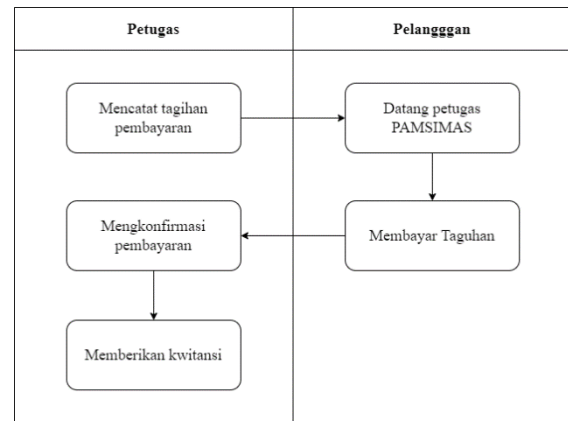 Petugas
Pelangggan
Mencatat tagihan
pembayaran
Datang petugas
PAMSIMAS
Mengkonfirmasi
pembayaran
Membayar Taguhan
Memberikan kwitansi